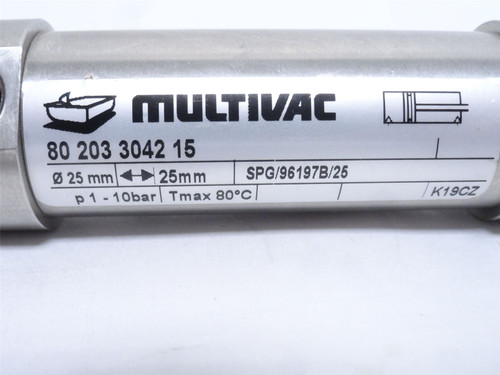 MULTIVAC
80 203 3042 15
Ø 25 mm 25mm SPG/96197B/25
p 1 - 10bar Tmax 80°C K19CZ